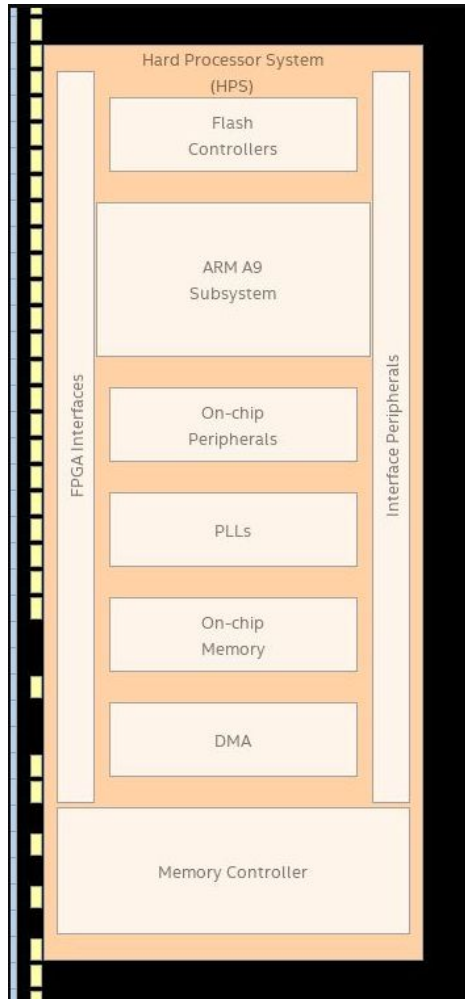 Hard Processor System
(HPS)
Flash
Controllers
ARM A9
Subsystem
FPGA Interfaces
Interface Peripherals
On-chip
Peripherals
PLLs
On-chip
Memory
DMA
Memory Controller